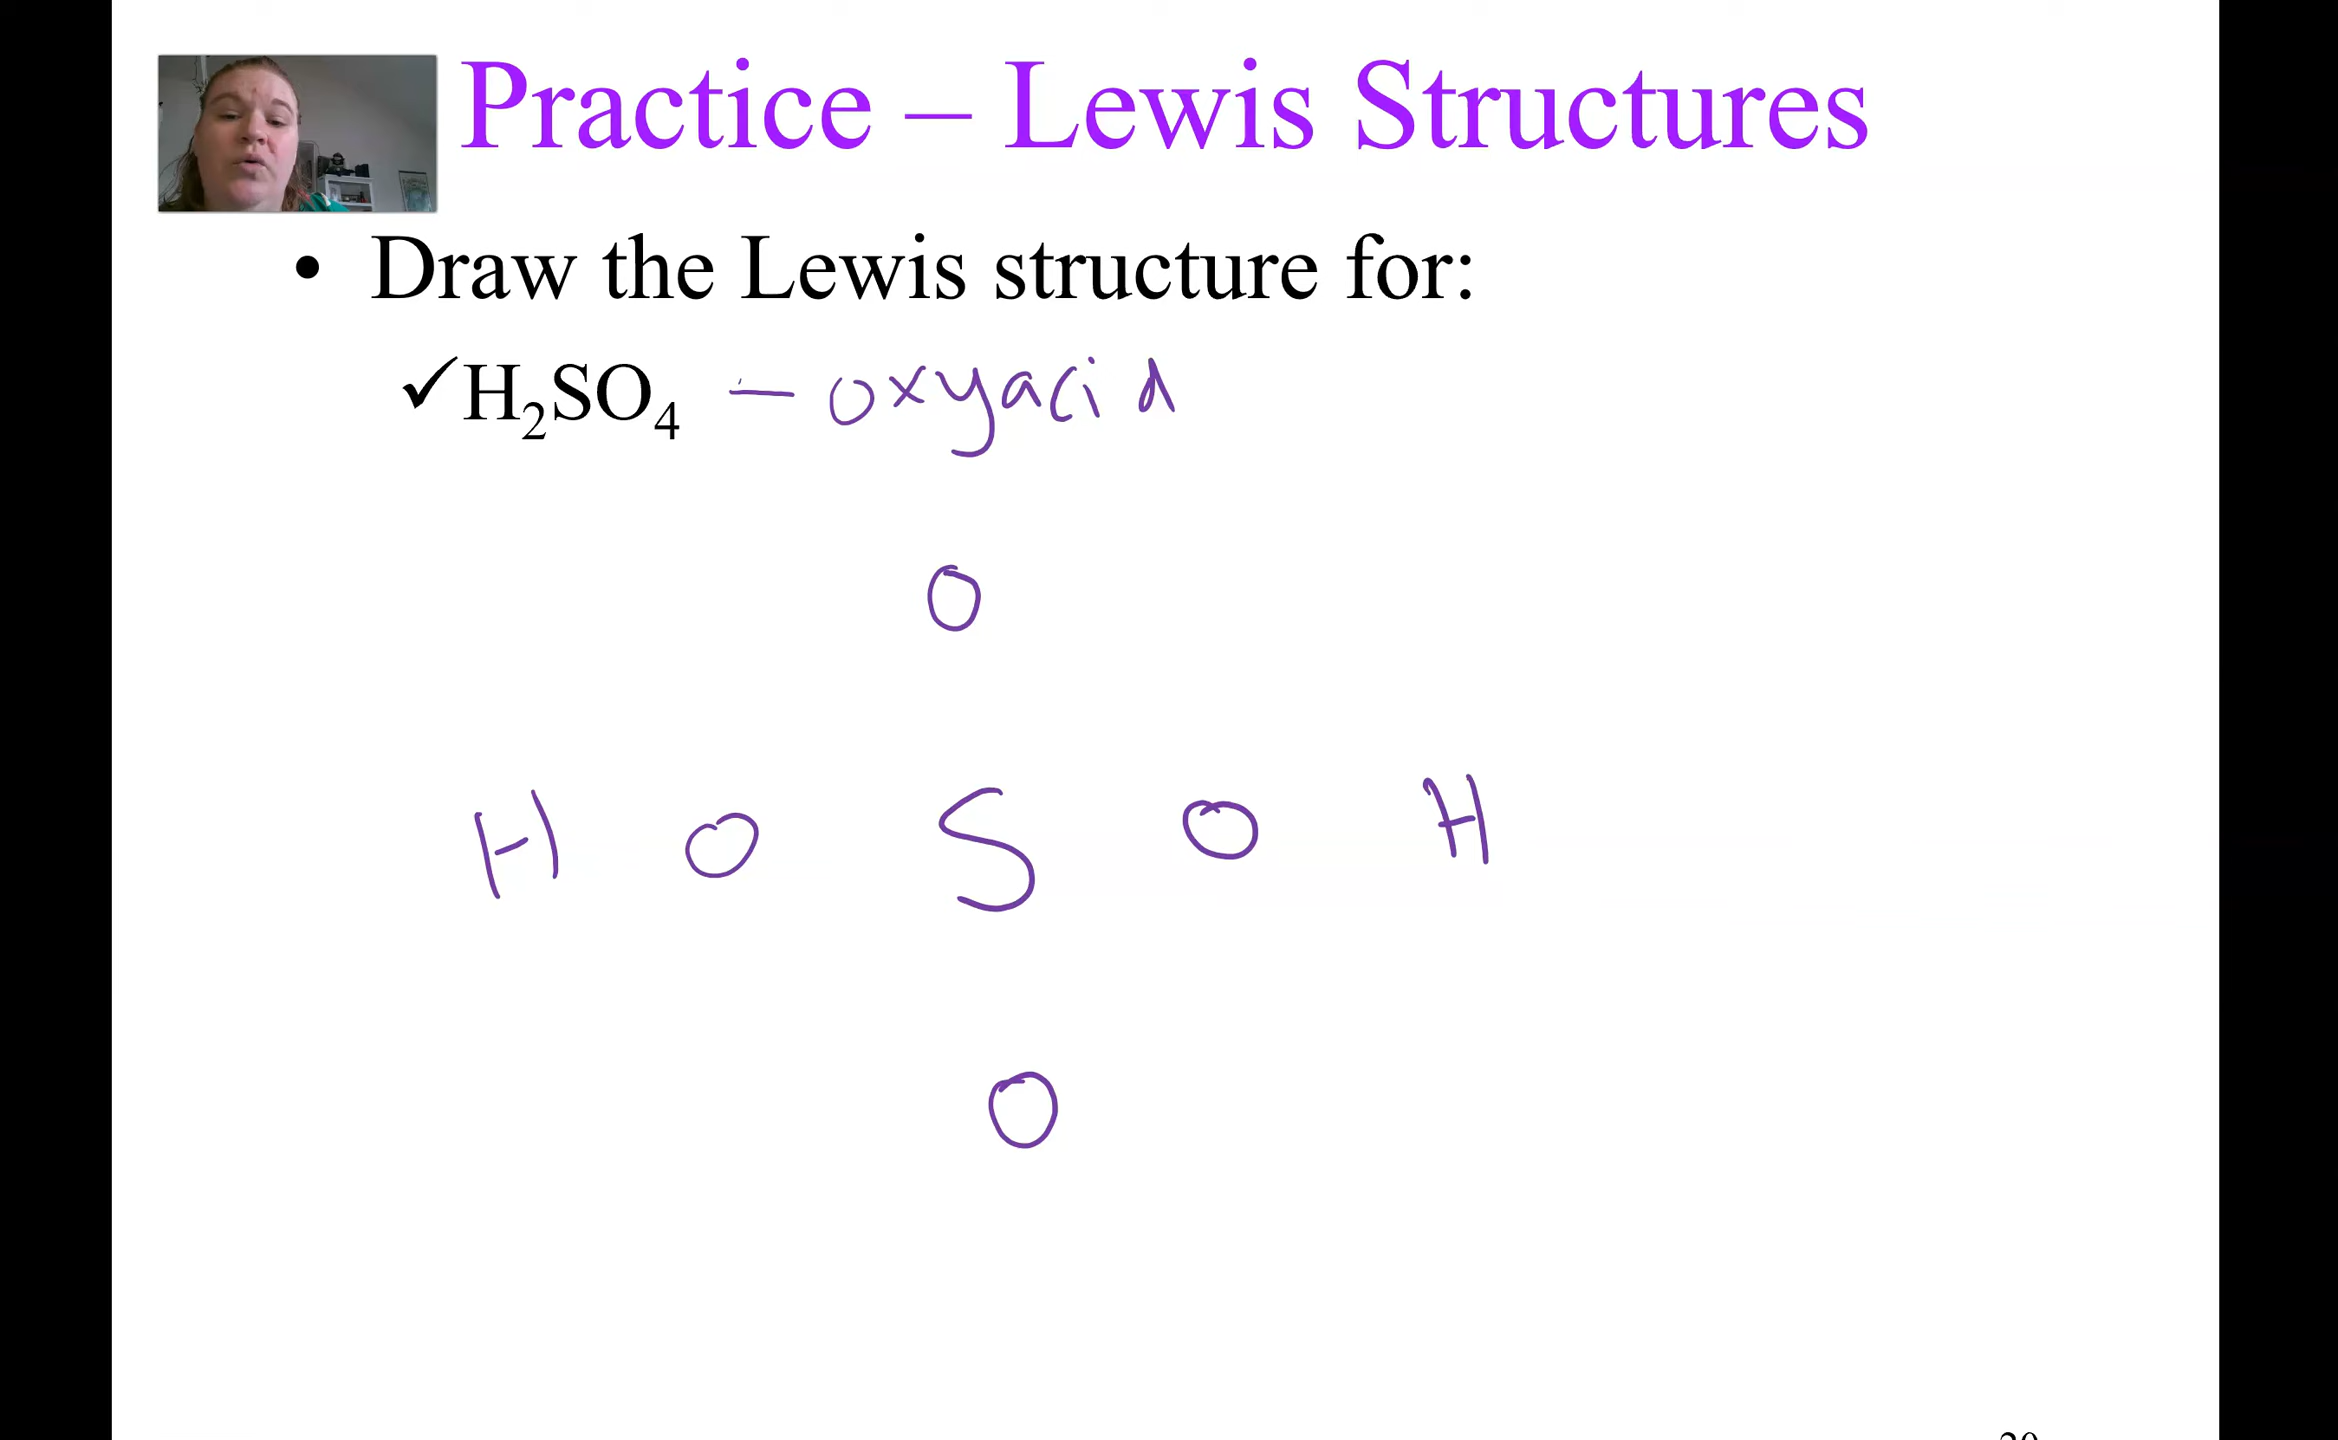 Practice – Lewis Structures
• Draw the Lewis structure for:
✓H₂SO₄ – oxyacid
O
H O S O H
O